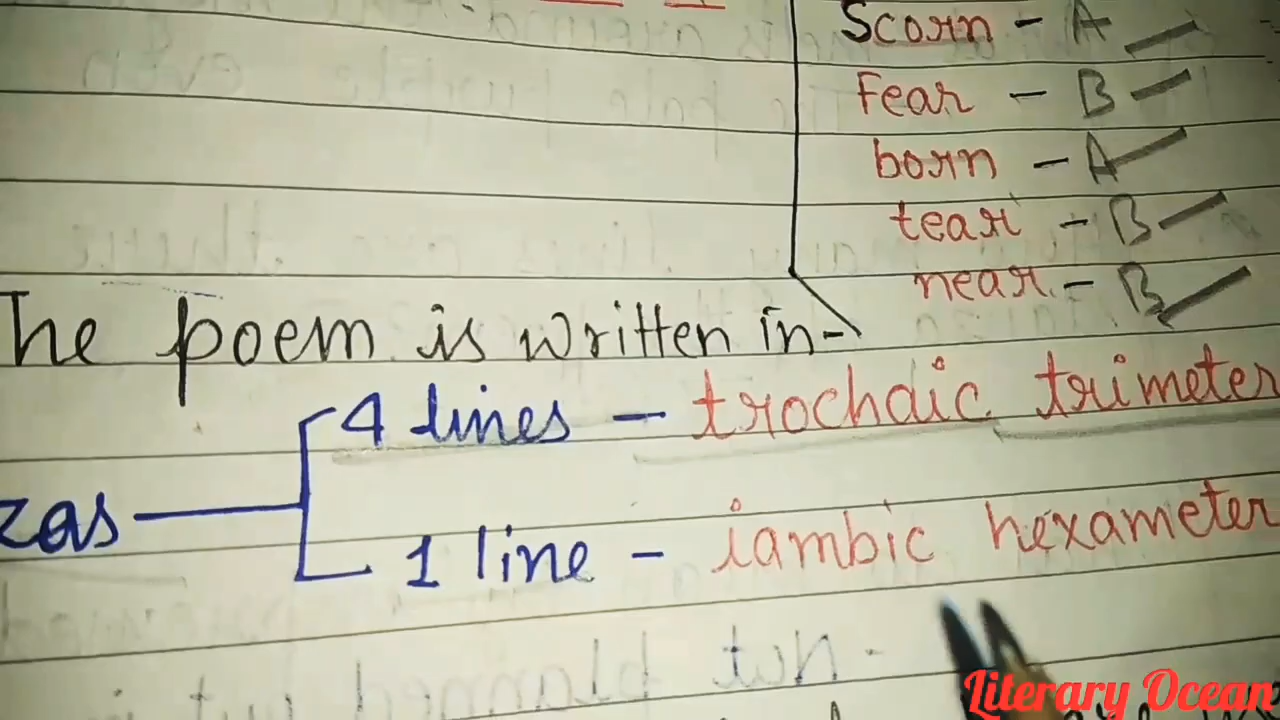 Scorn - A
Fear - B
born - A
tear - B
near - B
The poem is written in-
4 lines - trochaic trimeter
zas
1 line - iambic hexameter
Literary Ocean